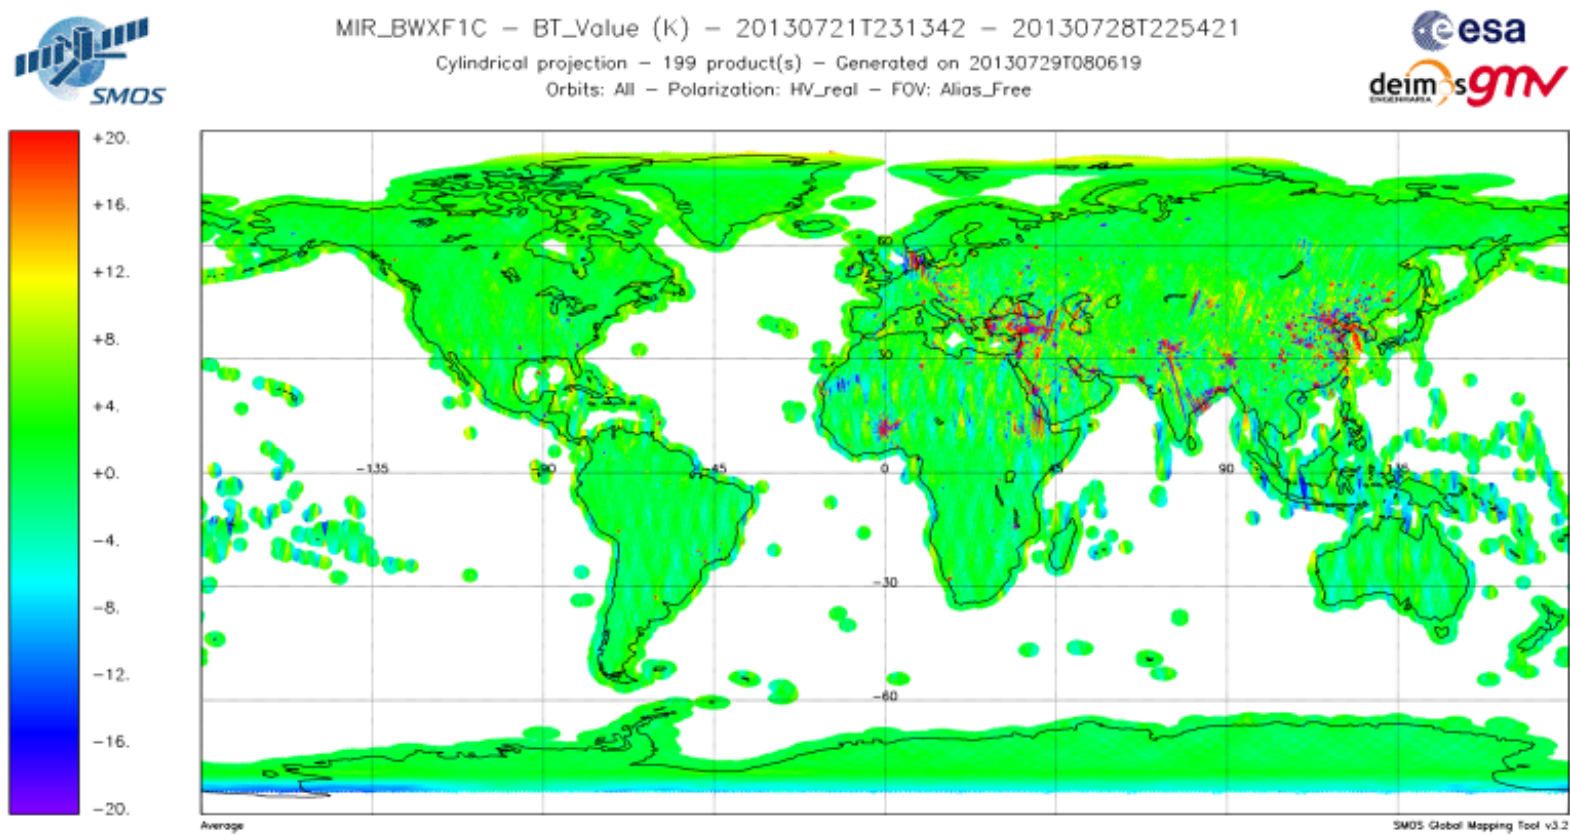 MIR_BWXF1C – BT_Value (K) – 20130721T231342 – 20130728T225421
Cylindrical projection – 199 product(s) – Generated on 20130729T080619
Orbits: All – Polarization: HV_real – FOV: Alias_Free
SMOS
esa
deimos
ENGENHARIA
gmv
+20.
+16.
+12.
+8.
+4.
+0.
-4.
-8.
-12.
-16.
-20.
60
30
-135
-90
-45
0
45
90
135
-30
-60
Average
SMOS Global Mapping Tool v3.2